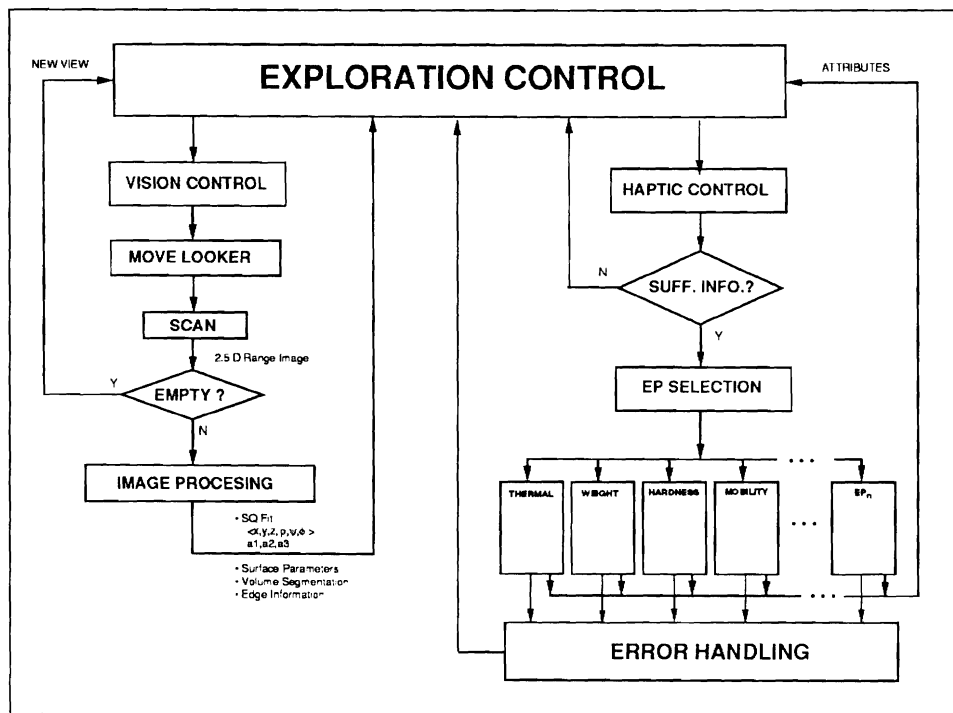 EXPLORATION CONTROL
NEW VIEW
ATTRIBUTES
VISION CONTROL
MOVE LOOKER
SCAN
2.5 D Range Image
EMPTY ?
Y
N
IMAGE PROCESING
• SQ Fit
<x,y,z, p,ψ,ϕ >
a1,a2,a3
• Surface Parameters
• Volume Segmentation
• Edge Information
HAPTIC CONTROL
SUFF. INFO.?
N
Y
EP SELECTION
• • •
THERMAL
WEIGHT
HARDNESS
MOBILITY
• • •
EPn
• • •
ERROR HANDLING